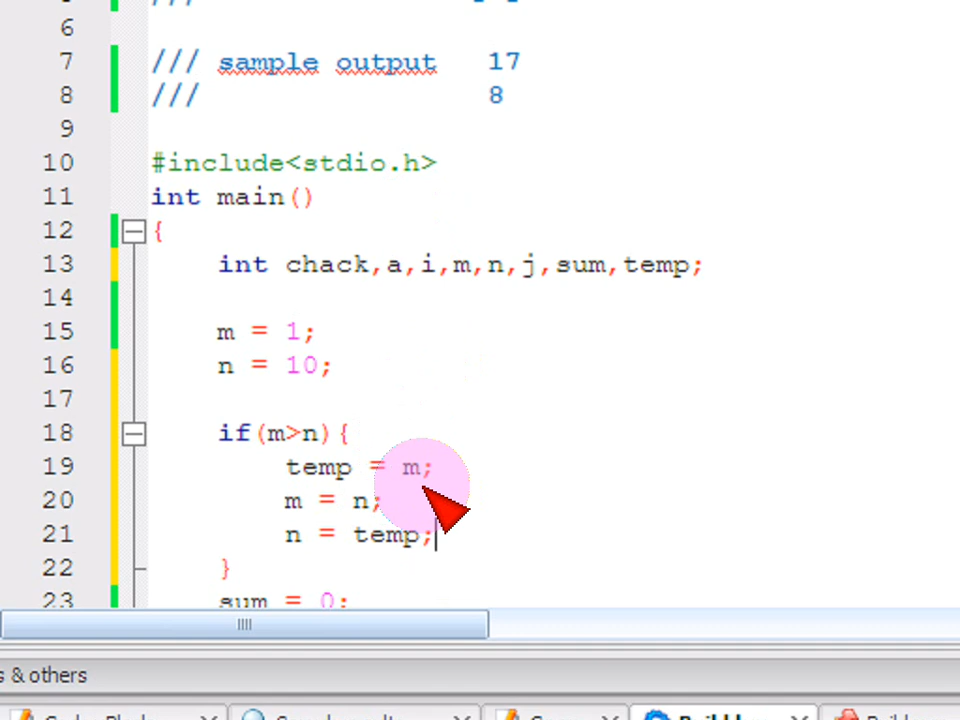 6
7 /// sample output 17
8 /// 8
9
10 #include<stdio.h>
11 int main()
12 {
13 int chack,a,i,m,n,j,sum,temp;
14
15 m = 1;
16 n = 10;
17
18 if(m>n){
19 temp = m;
20 m = n;
21 n = temp;
22 }
23 sum = 0;
s & others